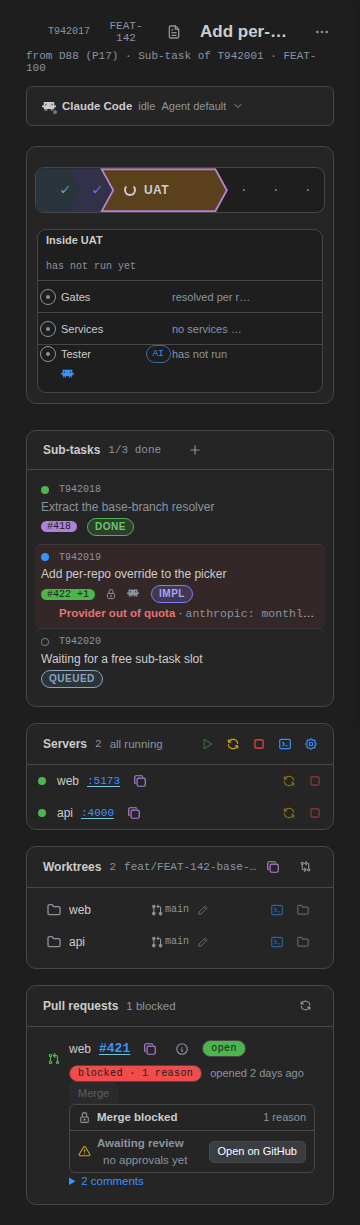 T942017 FEAT-142 Add per-…
from D88 (P17) · Sub-task of T942001 · FEAT-
100
Claude Code idle Agent default
UAT
Inside UAT
has not run yet
Gates resolved per r…
Services no services …
Tester AI has not run
Sub-tasks 1/3 done
T942018
Extract the base-branch resolver
#418 DONE
T942019
Add per-repo override to the picker
#422 +1 IMPL
Provider out of quota · anthropic: monthl…
T942020
Waiting for a free sub-task slot
QUEUED
Servers 2 all running
web :5173
api :4000
Worktrees 2 feat/FEAT-142-base-…
web main
api main
Pull requests 1 blocked
web #421 open
blocked · 1 reason opened 2 days ago
Merge
Merge blocked 1 reason
Awaiting review
no approvals yet
Open on GitHub
2 comments